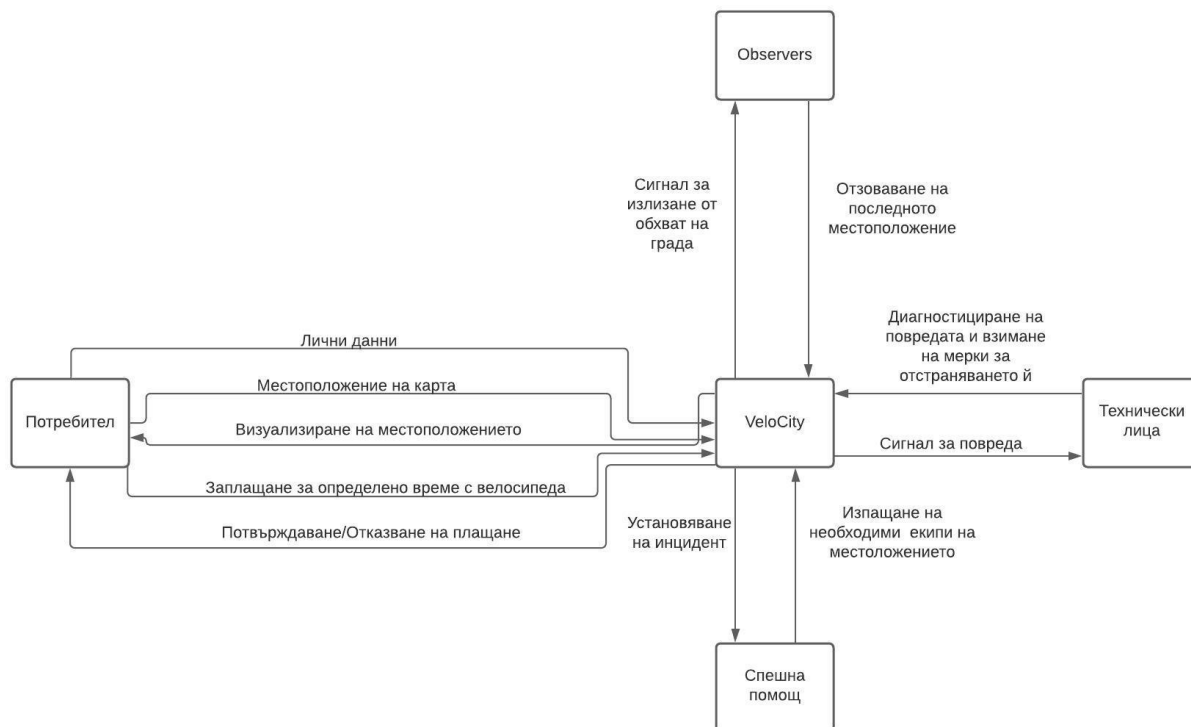 Observers
Сигнал за
излизане от
обхват на
града
Отзоваване на
последното
местоположение
Диагностициране на
повредата и взимане
на мерки за
отстраняването ѝ
Лични данни
Местоположение на карта
Потребител
Визуализиране на местоположението
VeloCity
Технически
лица
Сигнал за повреда
Заплащане за определено време с велосипеда
Потвърждаване/Отказване на плащане
Установяване
на инцидент
Изпащане на
необходими  екипи на
местоложението
Спешна
помощ